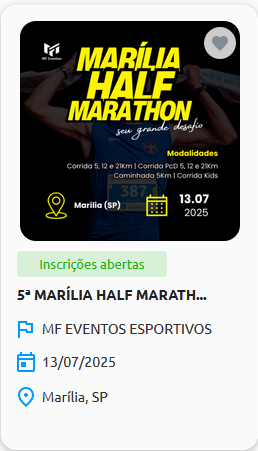 MF Eventos
MARÍLIA
HALF
MARATHON
seu grande desafio
Modalidades
Corrida 5, 12 e 21Km | Corrida PcD 5, 12 e 21Km
Caminhada 5Km | Corrida Kids
387
Marília (SP)
13.07
2025
Inscrições abertas
5ª MARÍLIA HALF MARATH...
MF EVENTOS ESPORTIVOS
13/07/2025
Marília, SP